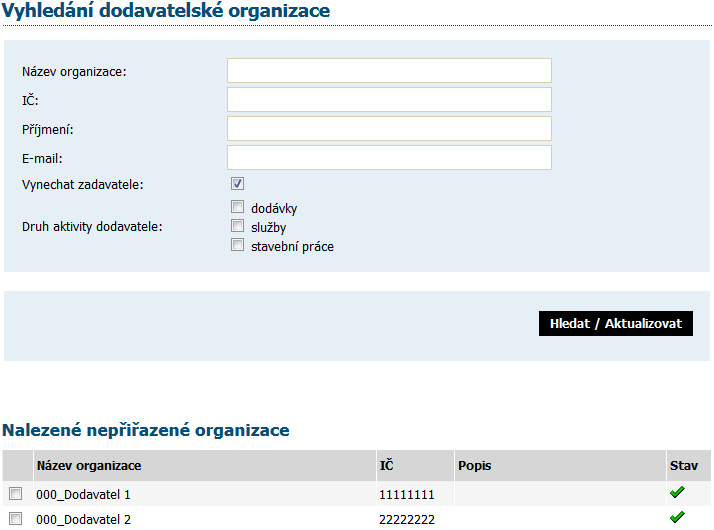 Vyhledání dodavatelské organizace
Název organizace:
IČ:
Příjmení:
E-mail:
Vynechat zadavatele:
dodávky
Druh aktivity dodavatele:
služby
stavební práce
Hledat / Aktualizovat
Nalezené nepřiřazené organizace
Název organizace IČ Popis Stav
000_Dodavatel 1 11111111
000_Dodavatel 2 22222222